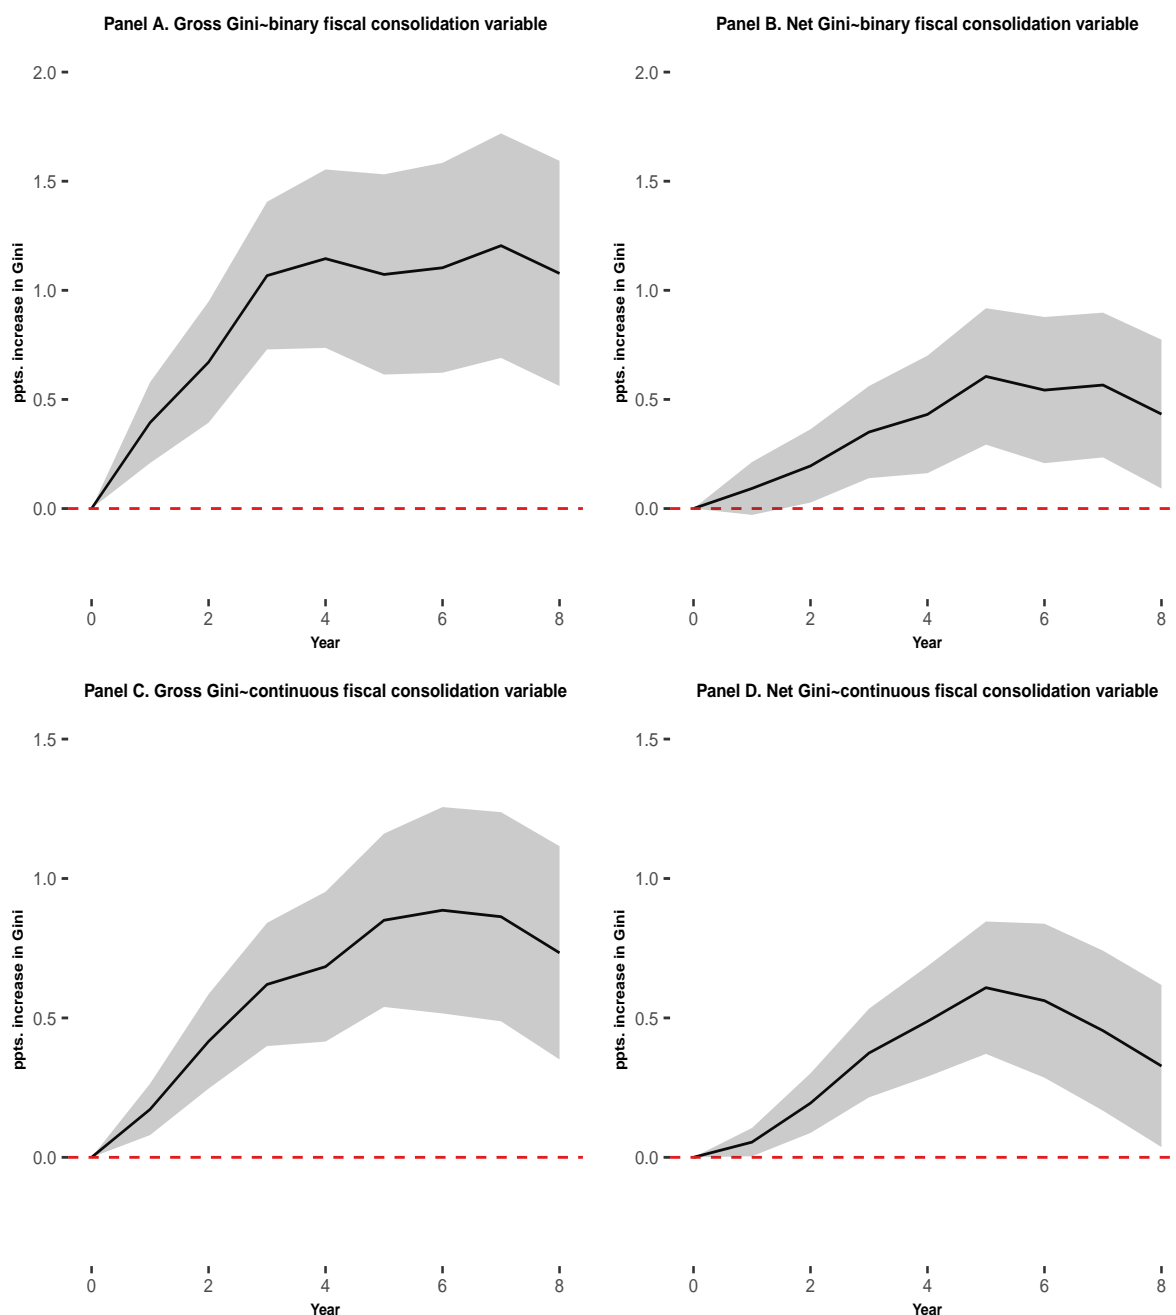 Panel A. Gross Gini~binary fiscal consolidation variable
2.0
1.5
1.0
0.5
0.0
ppts. increase in Gini
0 2 4 6 8
Year
Panel B. Net Gini~binary fiscal consolidation variable
2.0
1.5
1.0
0.5
0.0
ppts. increase in Gini
0 2 4 6 8
Year
Panel C. Gross Gini~continuous fiscal consolidation variable
1.5
1.0
0.5
0.0
ppts. increase in Gini
0 2 4 6 8
Year
Panel D. Net Gini~continuous fiscal consolidation variable
1.5
1.0
0.5
0.0
ppts. increase in Gini
0 2 4 6 8
Year